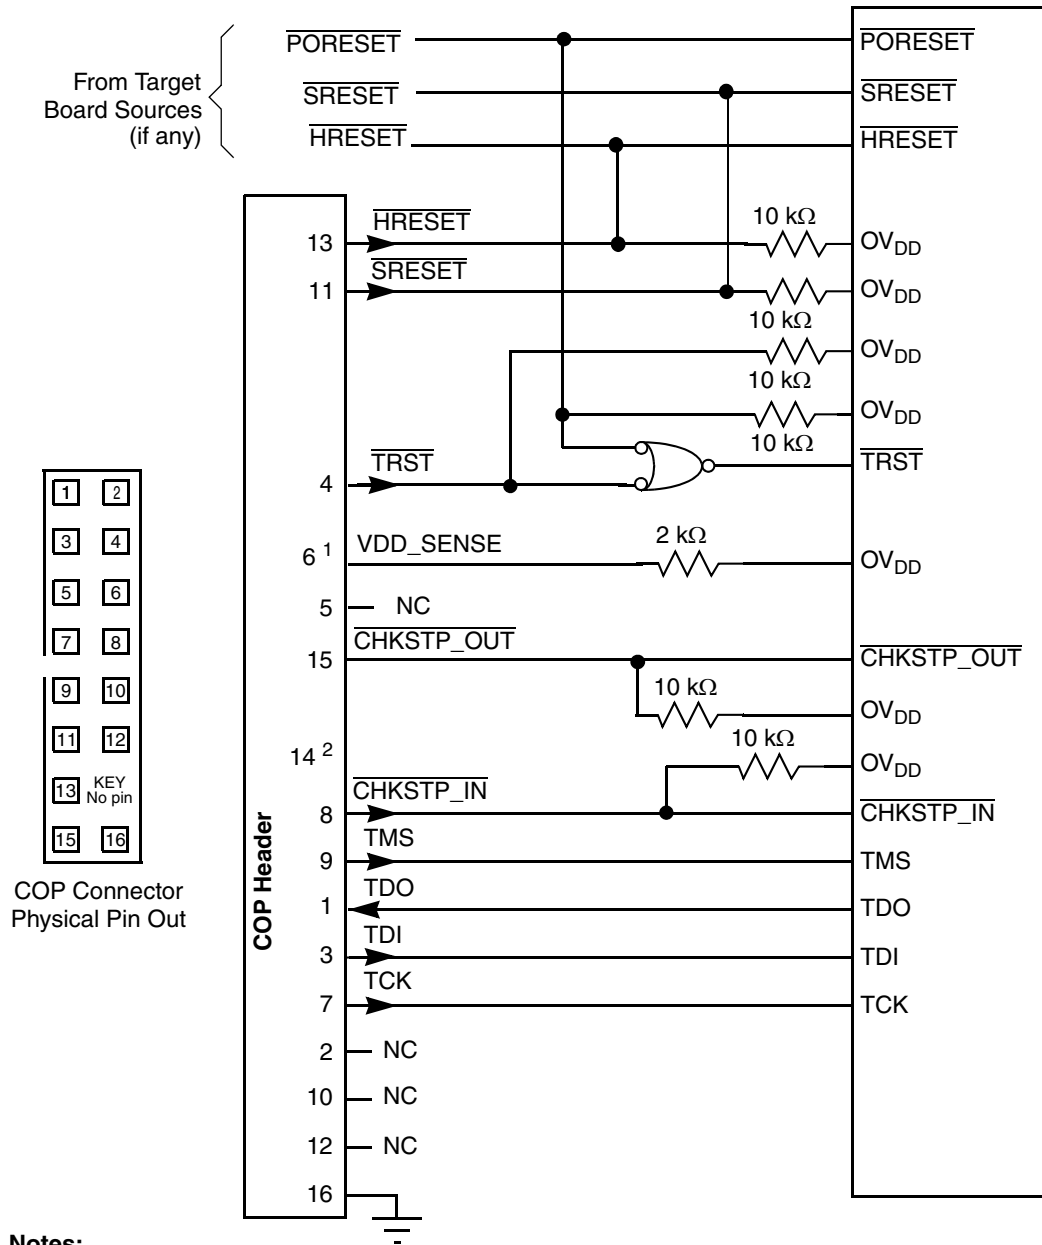 PORESET
PORESET
From Target
Board Sources
(if any)
SRESET
SRESET
HRESET
HRESET
13
HRESET
10 kΩ
OVDD
11
SRESET
OVDD
10 kΩ
OVDD
10 kΩ
OVDD
10 kΩ
4
TRST
TRST
6 1
VDD_SENSE
2 kΩ
OVDD
5
NC
15
CHKSTP_OUT
CHKSTP_OUT
10 kΩ
OVDD
14 2
10 kΩ
OVDD
8
CHKSTP_IN
CHKSTP_IN
9
TMS
TMS
1
TDO
TDO
3
TDI
TDI
7
TCK
TCK
2
NC
10
NC
12
NC
16
COP Header
1 2
3 4
5 6
7 8
9 10
11 12
13 KEY
No pin
15 16
COP Connector
Physical Pin Out
Notes: